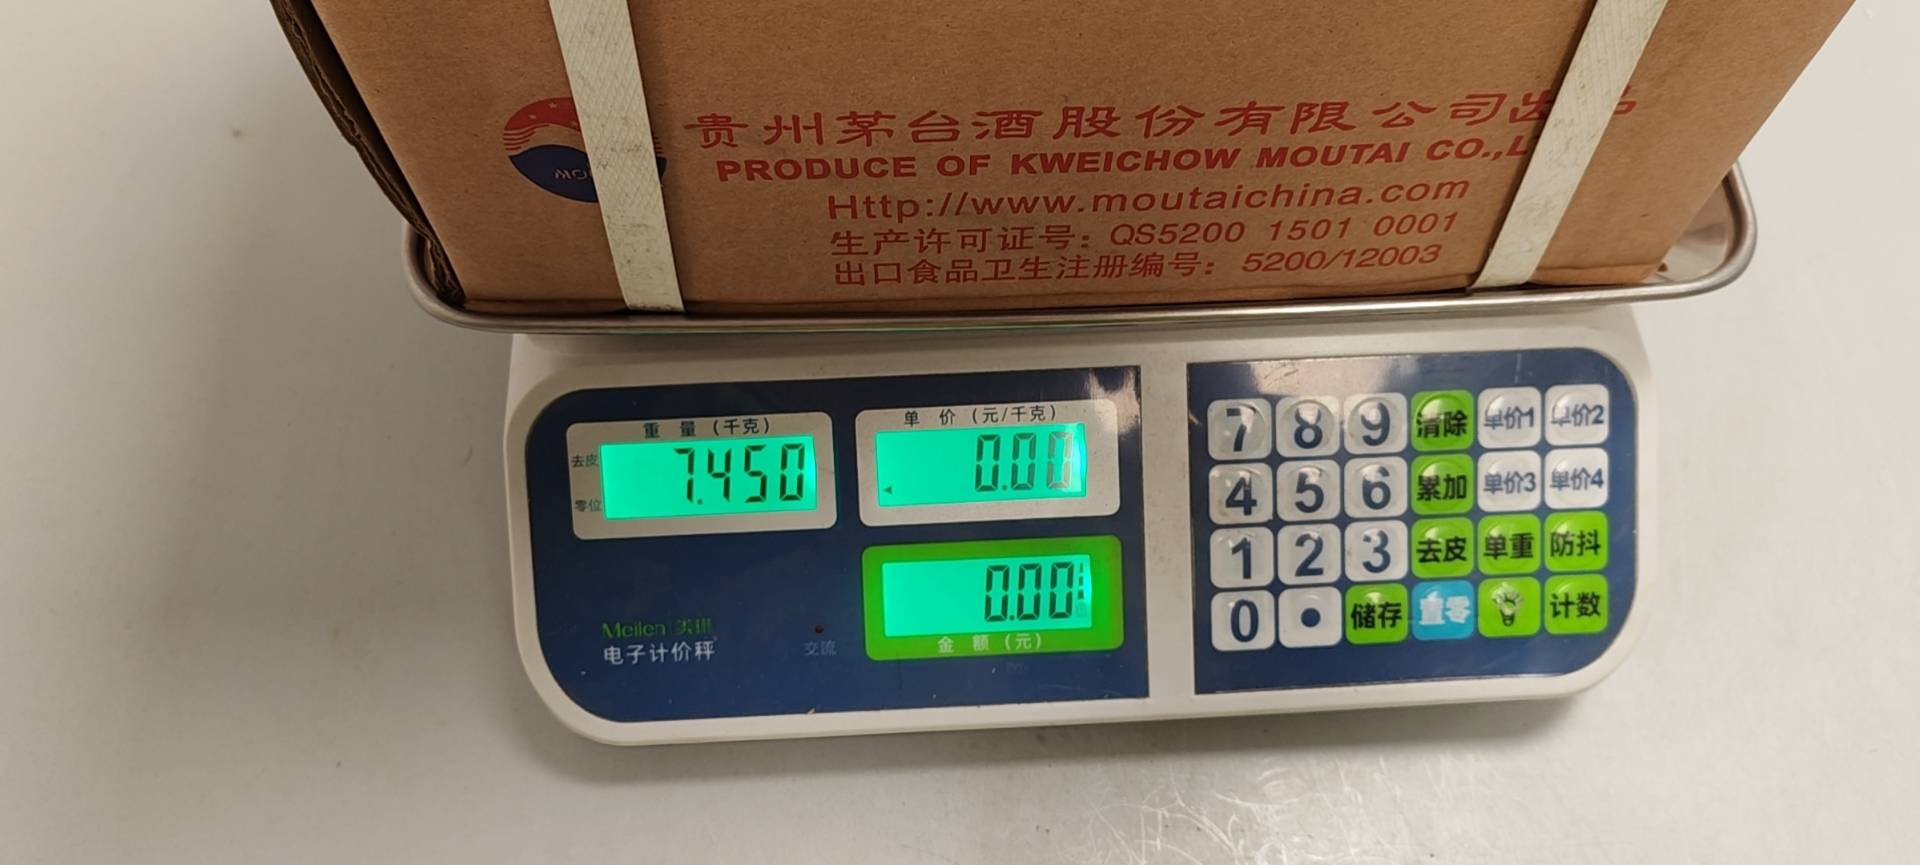 贵州茅台酒股份有限公司出品
PRODUCE OF KWEICHOW MOUTAI CO.,L
Http://www.moutaichina.com
生产许可证号：QS5200 1501 0001
出口食品卫生注册编号：5200/12003
重量(千克)
去皮
零位
7.450
单价(元/千克)
0.00
0.00
金额(元)
Meilen
电子计价秤
交流
7 8 9 清除 单价1 单价2
4 5 6 累加 单价3 单价4
1 2 3 去皮 单重 防抖
0 . 储存 置零 计数